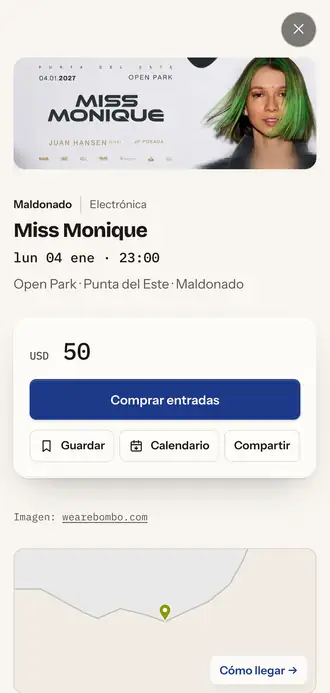 PUNTA DEL ESTE
04.01.2027
OPEN PARK
MISS
MONIQUE
JUAN HANSEN
JP POSADA
Maldonado
Electrónica
Miss Monique
lun 04 ene · 23:00
Open Park · Punta del Este · Maldonado
USD 50
Comprar entradas
Guardar
Calendario
Compartir
Imagen: wearebombo.com
Cómo llegar →